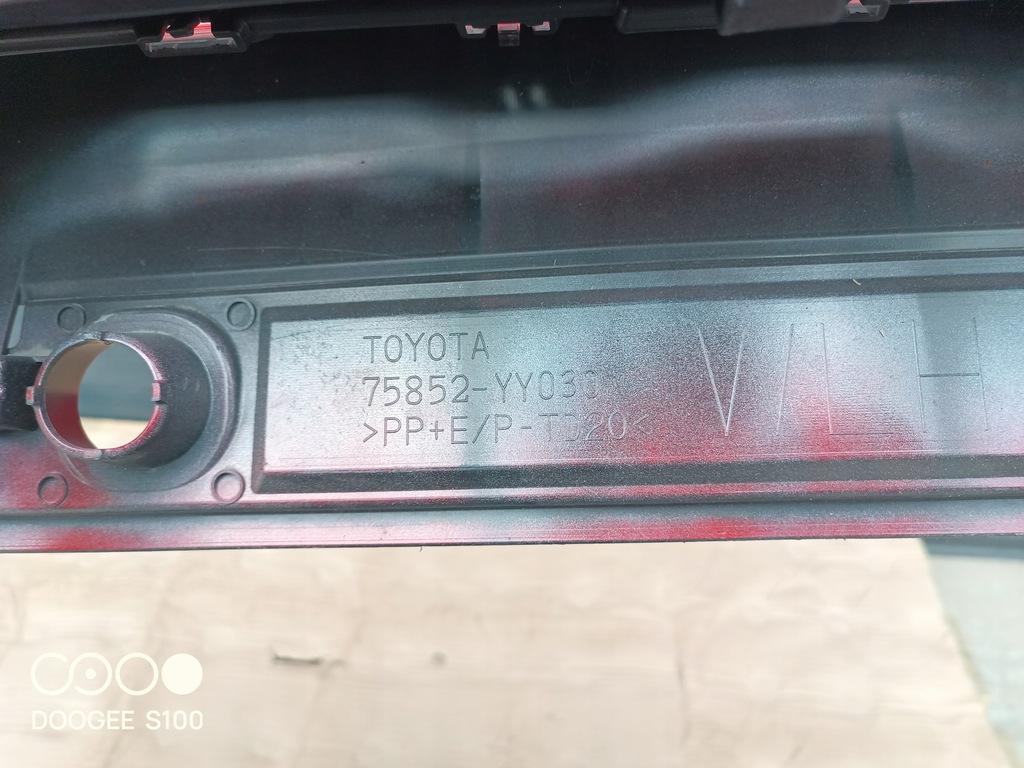 TOYOTA
75852-YY030
>PP+E/P-TD20<
DOOGEE S100